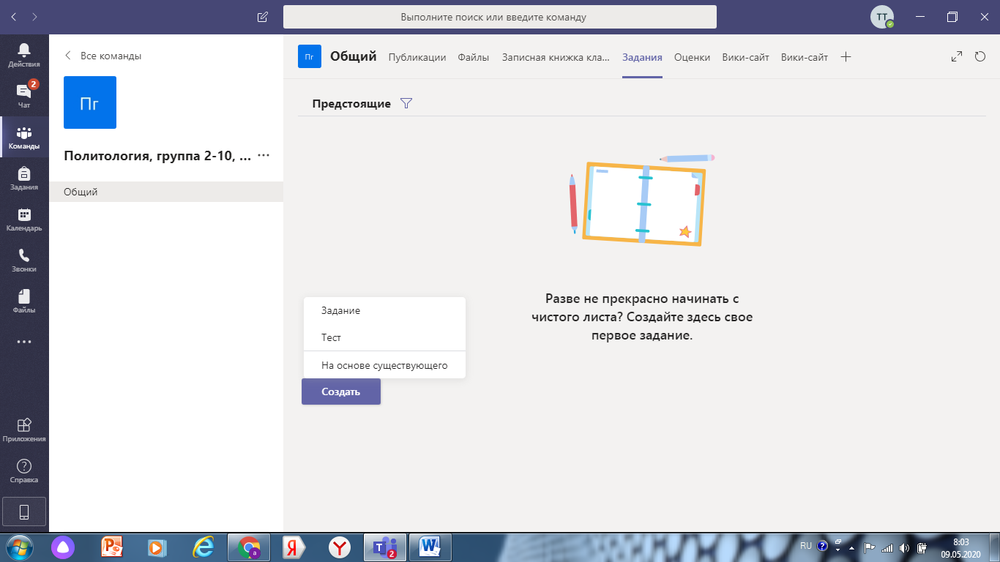 Выполните поиск или введите команду
TT
Действия
Чат
2
Команды
Задания
Календарь
Звонки
Файлы
Приложения
Справка
Все команды
Пг
Политология, группа 2-10, ...
Общий
Пг
Общий
Публикации
Файлы
Записная книжка кла...
Задания
Оценки
Вики-сайт
Вики-сайт
Предстоящие
Разве не прекрасно начинать с
чистого листа? Создайте здесь свое
первое задание.
Задание
Тест
На основе существующего
Создать
RU
8:03
09.05.2020
2